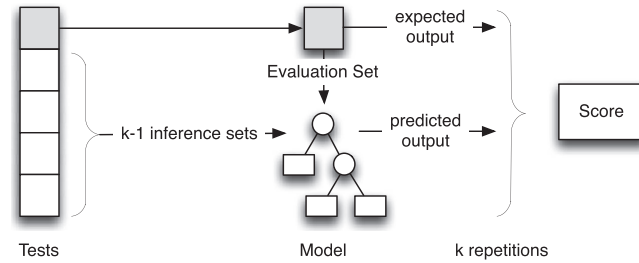 expected
output
Evaluation Set
k-1 inference sets
predicted
output
Score
Tests
Model
k repetitions